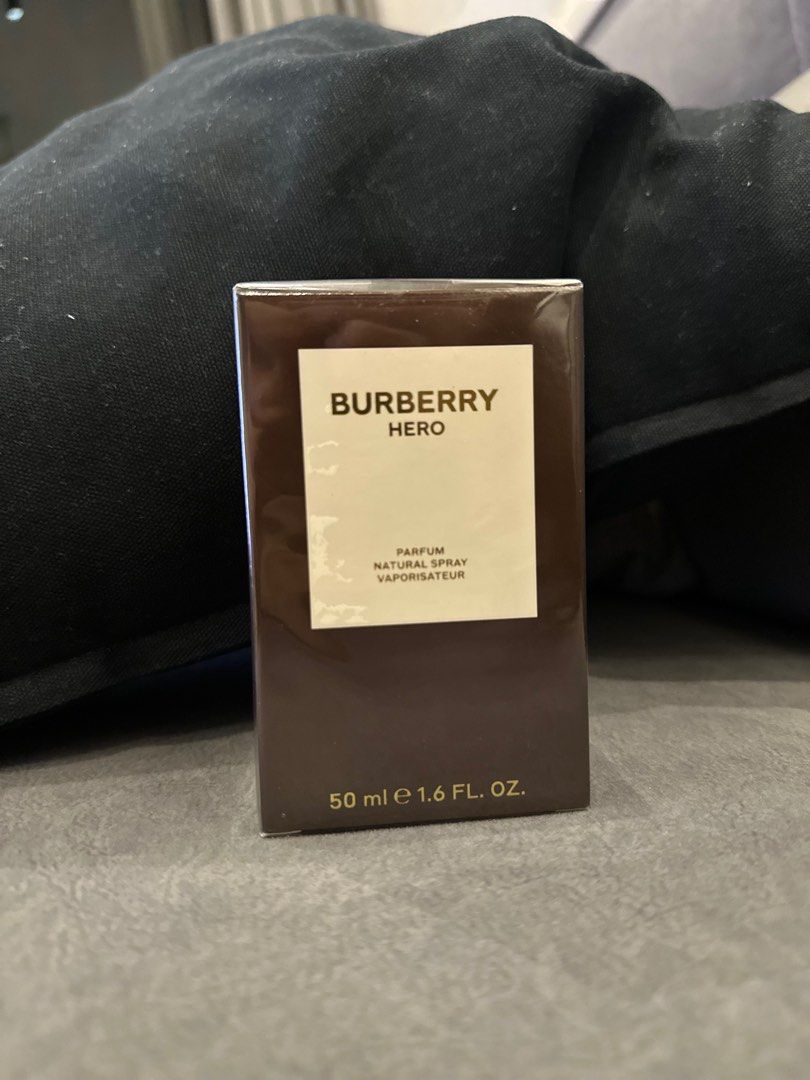 BURBERRY
HERO
PARFUM
NATURAL SPRAY
VAPORISATEUR
50 ml ℮ 1.6 FL. OZ.